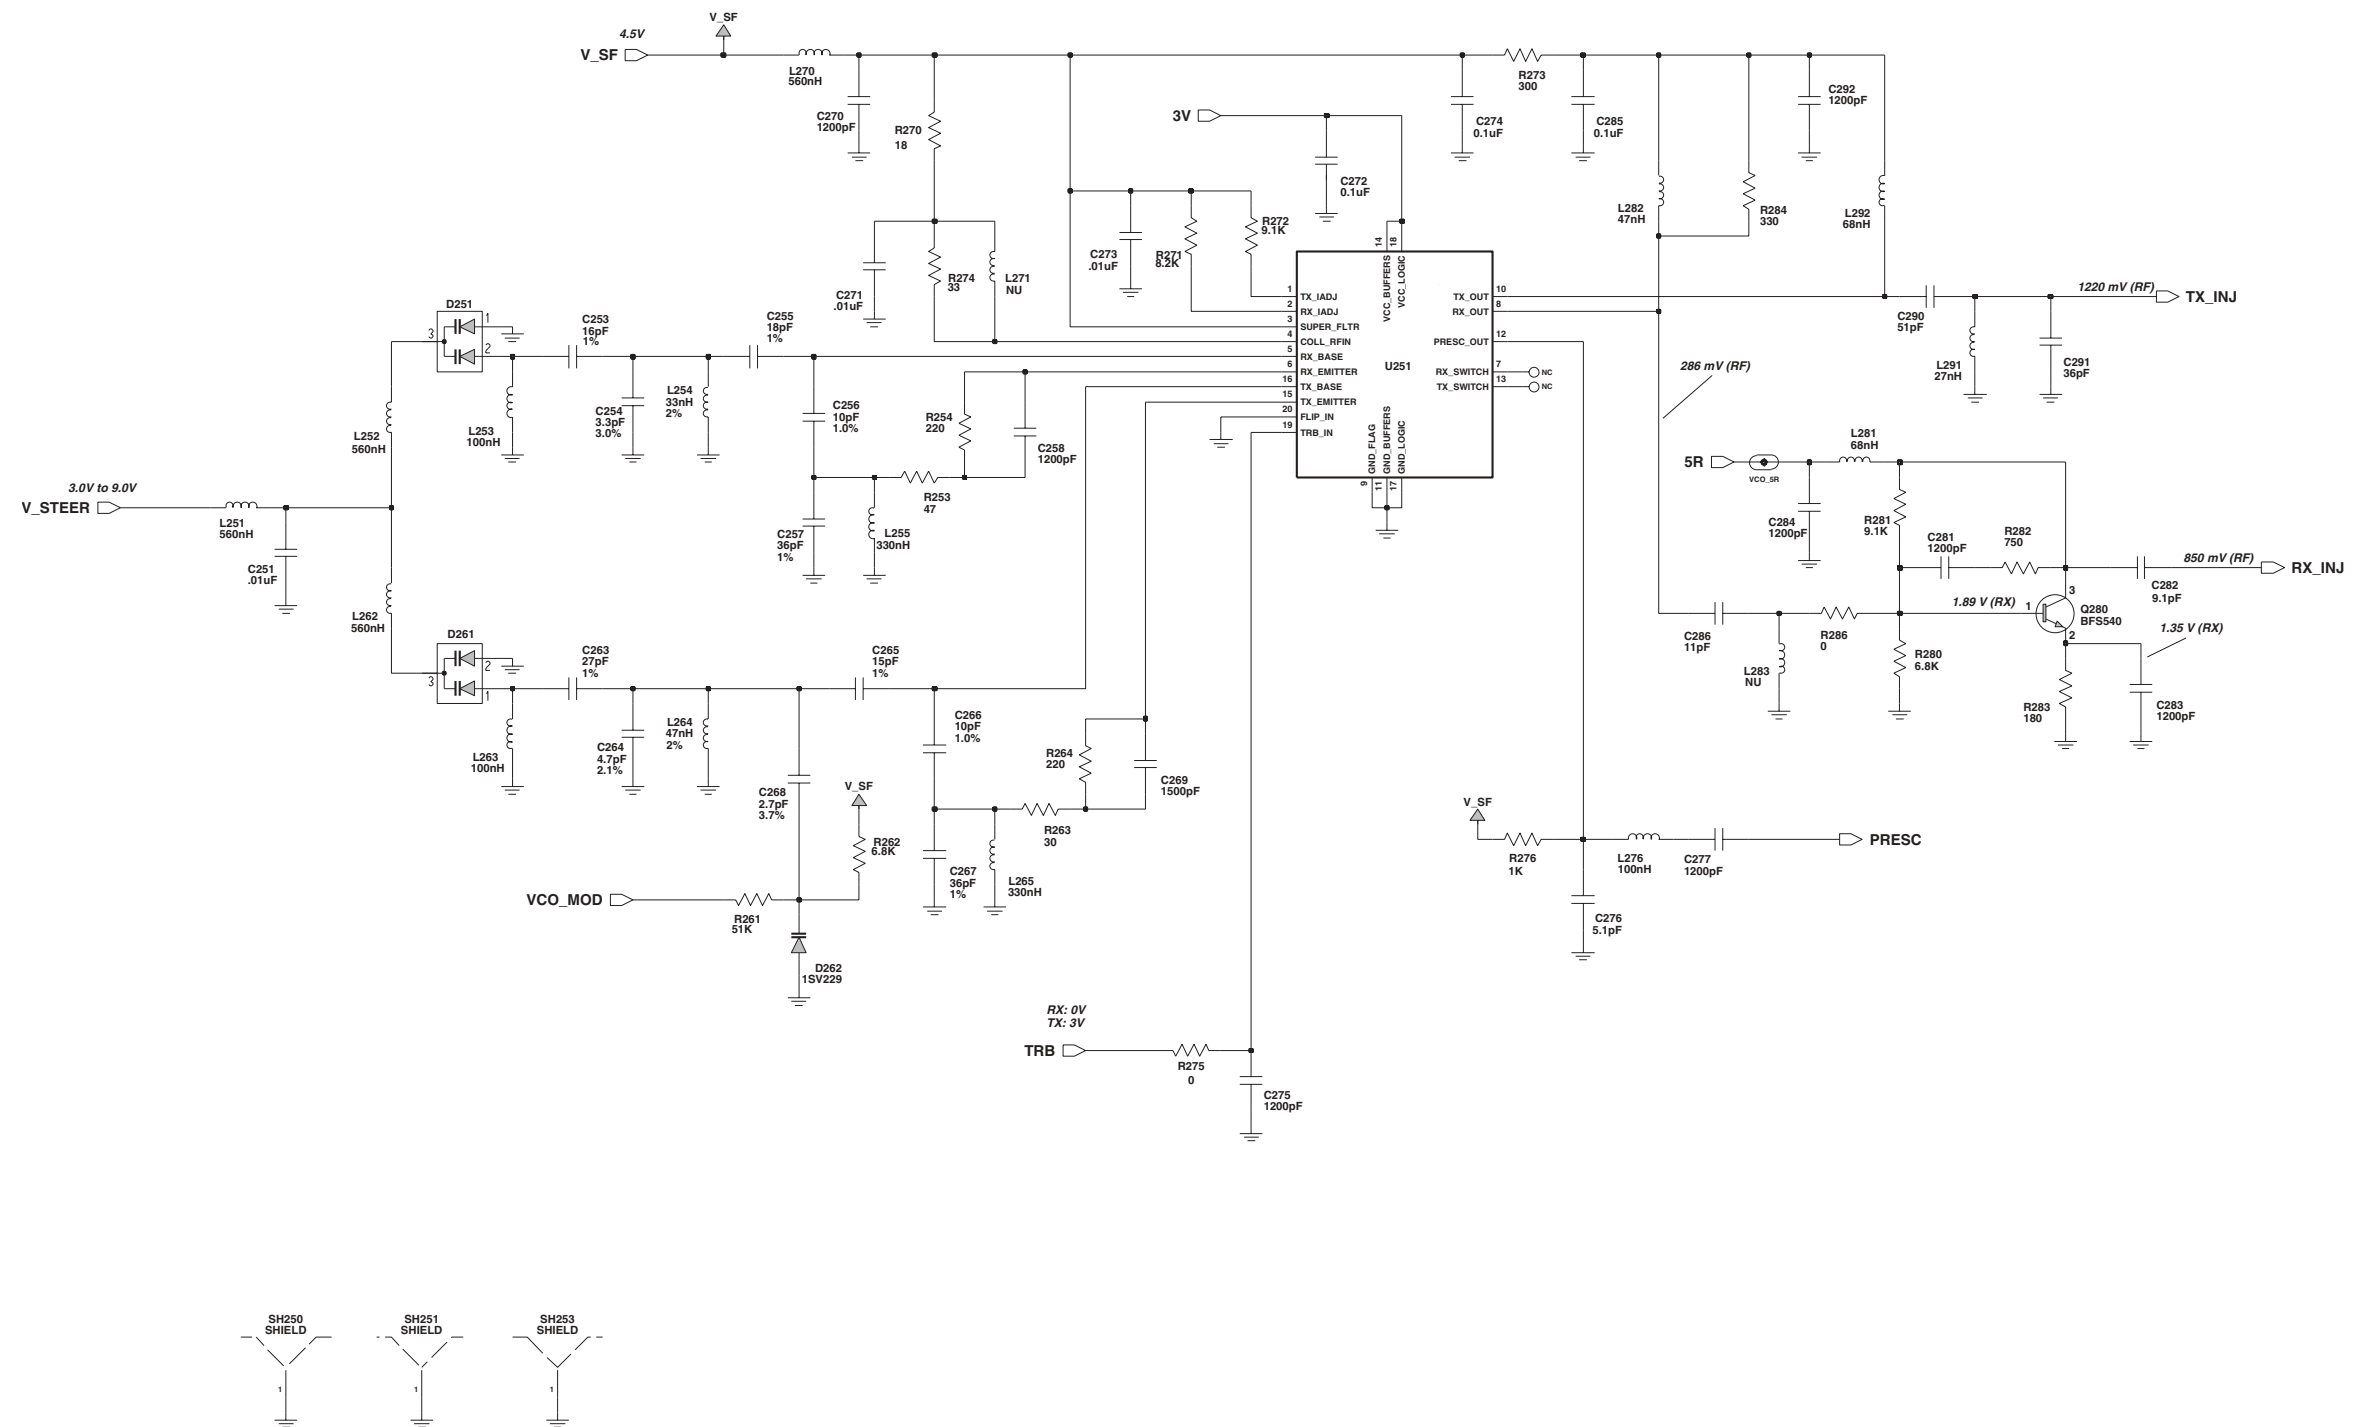 V_SF
4.5V
V_SF
L270
560nH
C270
1200pF
R270
18
3V
C272
0.1uF
C274
0.1uF
R273
300
C285
0.1uF
C292
1200pF
L282
47nH
R284
330
L292
68nH
C273
.01uF
R271
8.2K
R272
9.1K
C271
.01uF
R274
33
L271
NU
14
18
VCC_BUFFERS
VCC_LOGIC
1
TX_IADJ
2
RX_IADJ
3
SUPER_FLTR
4
COLL_RFIN
5
RX_BASE
6
RX_EMITTER
16
TX_BASE
15
TX_EMITTER
20
FLIP_IN
19
TRB_IN
U251
TX_OUT
10
RX_OUT
8
PRESC_OUT
12
RX_SWITCH
7
NC
TX_SWITCH
13
NC
GND_FLAG
GND_BUFFERS
GND_LOGIC
9
11
17
1220 mV (RF)
TX_INJ
C290
51pF
L291
27nH
C291
36pF
286 mV (RF)
D251
3
1
2
C253
16pF
1%
C255
18pF
1%
L252
560nH
L253
100nH
C254
3.3pF
3.0%
L254
33nH
2%
C256
10pF
1.0%
R254
220
C258
1200pF
R253
47
C257
36pF
1%
L255
330nH
3.0V to 9.0V
V_STEER
L251
560nH
C251
.01uF
L262
560nH
5R
VCO_5R
L281
68nH
C284
1200pF
R281
9.1K
C281
1200pF
R282
750
850 mV (RF)
RX_INJ
C282
9.1pF
1.89 V (RX)
1
3
2
Q280
BFS540
1.35 V (RX)
C286
11pF
R286
0
L283
NU
R280
6.8K
R283
180
C283
1200pF
D261
3
2
1
C263
27pF
1%
C265
15pF
1%
L263
100nH
C264
4.7pF
2.1%
L264
47nH
2%
C266
10pF
1.0%
R264
220
C269
1500pF
C268
2.7pF
3.7%
V_SF
R262
6.8K
R263
30
C267
36pF
1%
L265
330nH
VCO_MOD
R261
51K
D262
1SV229
V_SF
R276
1K
L276
100nH
C277
1200pF
PRESC
C276
5.1pF
RX: 0V
TX: 3V
TRB
R275
0
C275
1200pF
SH250
SHIELD
1
SH251
SHIELD
1
SH253
SHIELD
1